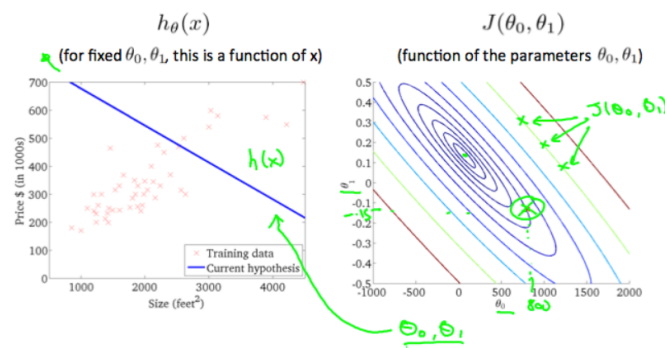 h_θ(x)
(for fixed θ₀, θ₁, this is a function of x)
700
600
500
400
300
200
100
0
Price $ (in 1000s)
h(x)
Training data
Current hypothesis
1000
2000
3000
4000
Size (feet²)
θ₀, θ₁
J(θ₀, θ₁)
(function of the parameters θ₀, θ₁)
0.5
0.4
0.3
0.2
0.1
0
-0.1
-0.2
-0.3
-0.4
-0.5
θ₁
-.15
J(θ₀, θ₁)
-1000
-500
0
500
1000
1500
2000
θ₀
800